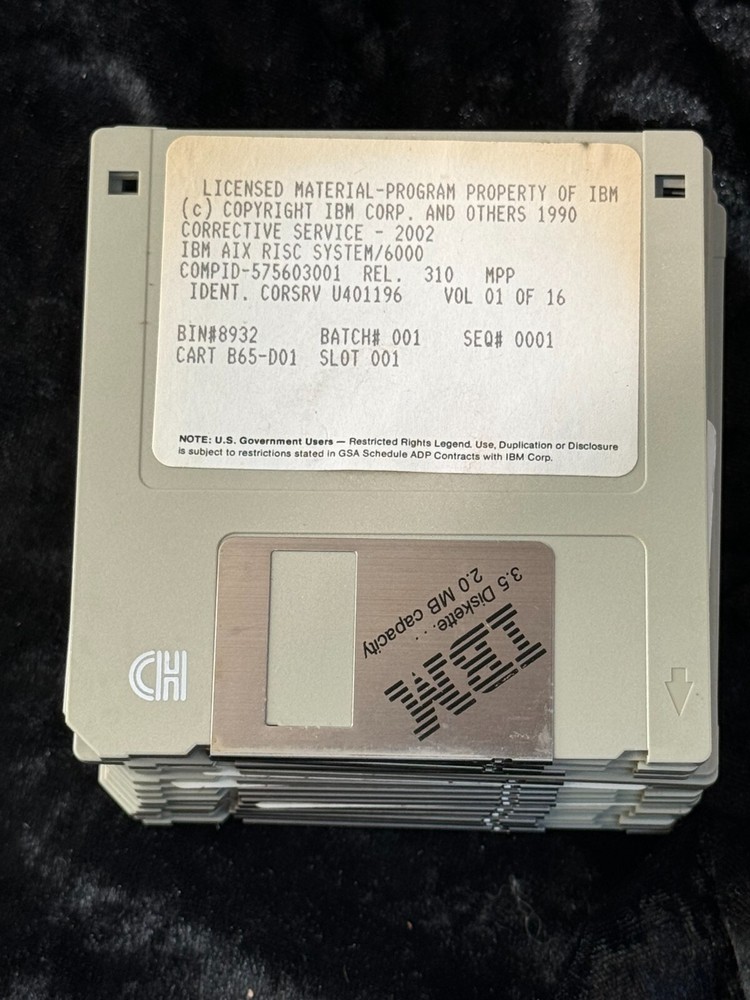 LICENSED MATERIAL-PROGRAM PROPERTY OF IBM
(c) COPYRIGHT IBM CORP. AND OTHERS 1990
CORRECTIVE SERVICE - 2002
IBM AIX RISC SYSTEM/6000
COMPID-575603001 REL. 310 MPP
IDENT. CORSRV U401196 VOL 01 OF 16
BIN#8932 BATCH# 001 SEQ# 0001
CART B65-D01 SLOT 001
NOTE: U.S. Government Users — Restricted Rights Legend. Use, Duplication or Disclosure
is subject to restrictions stated in GSA Schedule ADP Contracts with IBM Corp.
IBM
3.5 Diskette...
2.0 MB capacity
CH